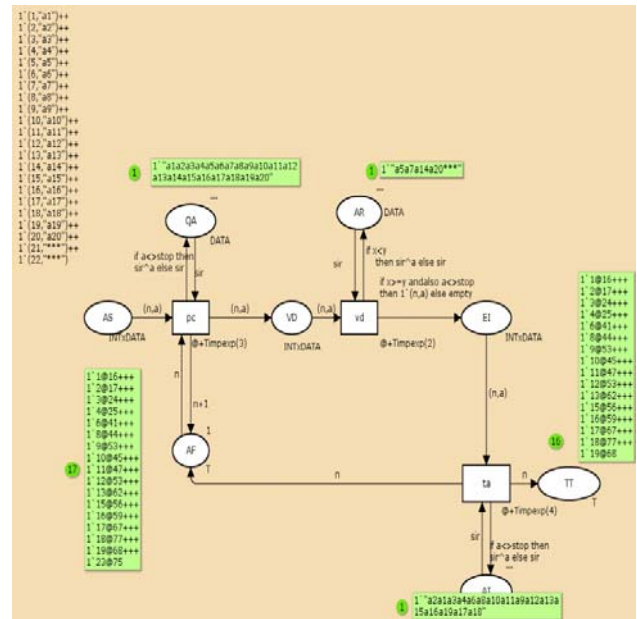 1`(1,"a1")++
1`(2,"a2")++
1`(3,"a3")++
1`(4,"a4")++
1`(5,"a5")++
1`(6,"a6")++
1`(7,"a7")++
1`(8,"a8")++
1`(9,"a9")++
1`(10,"a10")++
1`(11,"a11")++
1`(12,"a12")++
1`(13,"a13")++
1`(14,"a14")++
1`(15,"a15")++
1`(16,"a16")++
1`(17,"a17")++
1`(18,"a18")++
1`(19,"a19")++
1`(20,"a20")++
1`(21,"***")++
1`(22,"***")
1
1`"a1a2a3a4a5a6a7a8a9a10a11a12
a13a14a15a16a17a18a19a20"
1
1`"a5a7a14a20***"
""
QA
DATA
""
AR
DATA
if a<>stop then
sir^a else sir
sir
sir
if x<y
then sir^a else sir
if x>=y andalso a<>stop
then 1`(n,a) else empty
AS
INTxDATA
(n,a)
pc
@+Timpexp(3)
(n,a)
VD
INTxDATA
(n,a)
vd
@+Timpexp(2)
EI
INTxDATA
1`1@16+++
1`2@17+++
1`3@24+++
1`4@25+++
1`6@41+++
1`8@44+++
1`9@53+++
1`10@45+++
1`11@47+++
1`12@53+++
1`13@62+++
1`15@56+++
1`16@59+++
1`17@67+++
1`18@77+++
1`19@68
16
n
n+1
(n,a)
1`1@16+++
1`2@17+++
1`3@24+++
1`4@25+++
1`6@41+++
1`8@44+++
1`9@53+++
1`10@45+++
1`11@47+++
1`12@53+++
1`13@62+++
1`15@56+++
1`16@59+++
1`17@67+++
1`18@77+++
1`19@68+++
1`23@75
17
1
AF
T
n
ta
@+Timpexp(4)
n
TT
T
sir
if a<>stop then
sir^a else sir
""
1
1`"a2a1a3a4a6a8a10a11a9a12a13a
15a16a19a17a18"